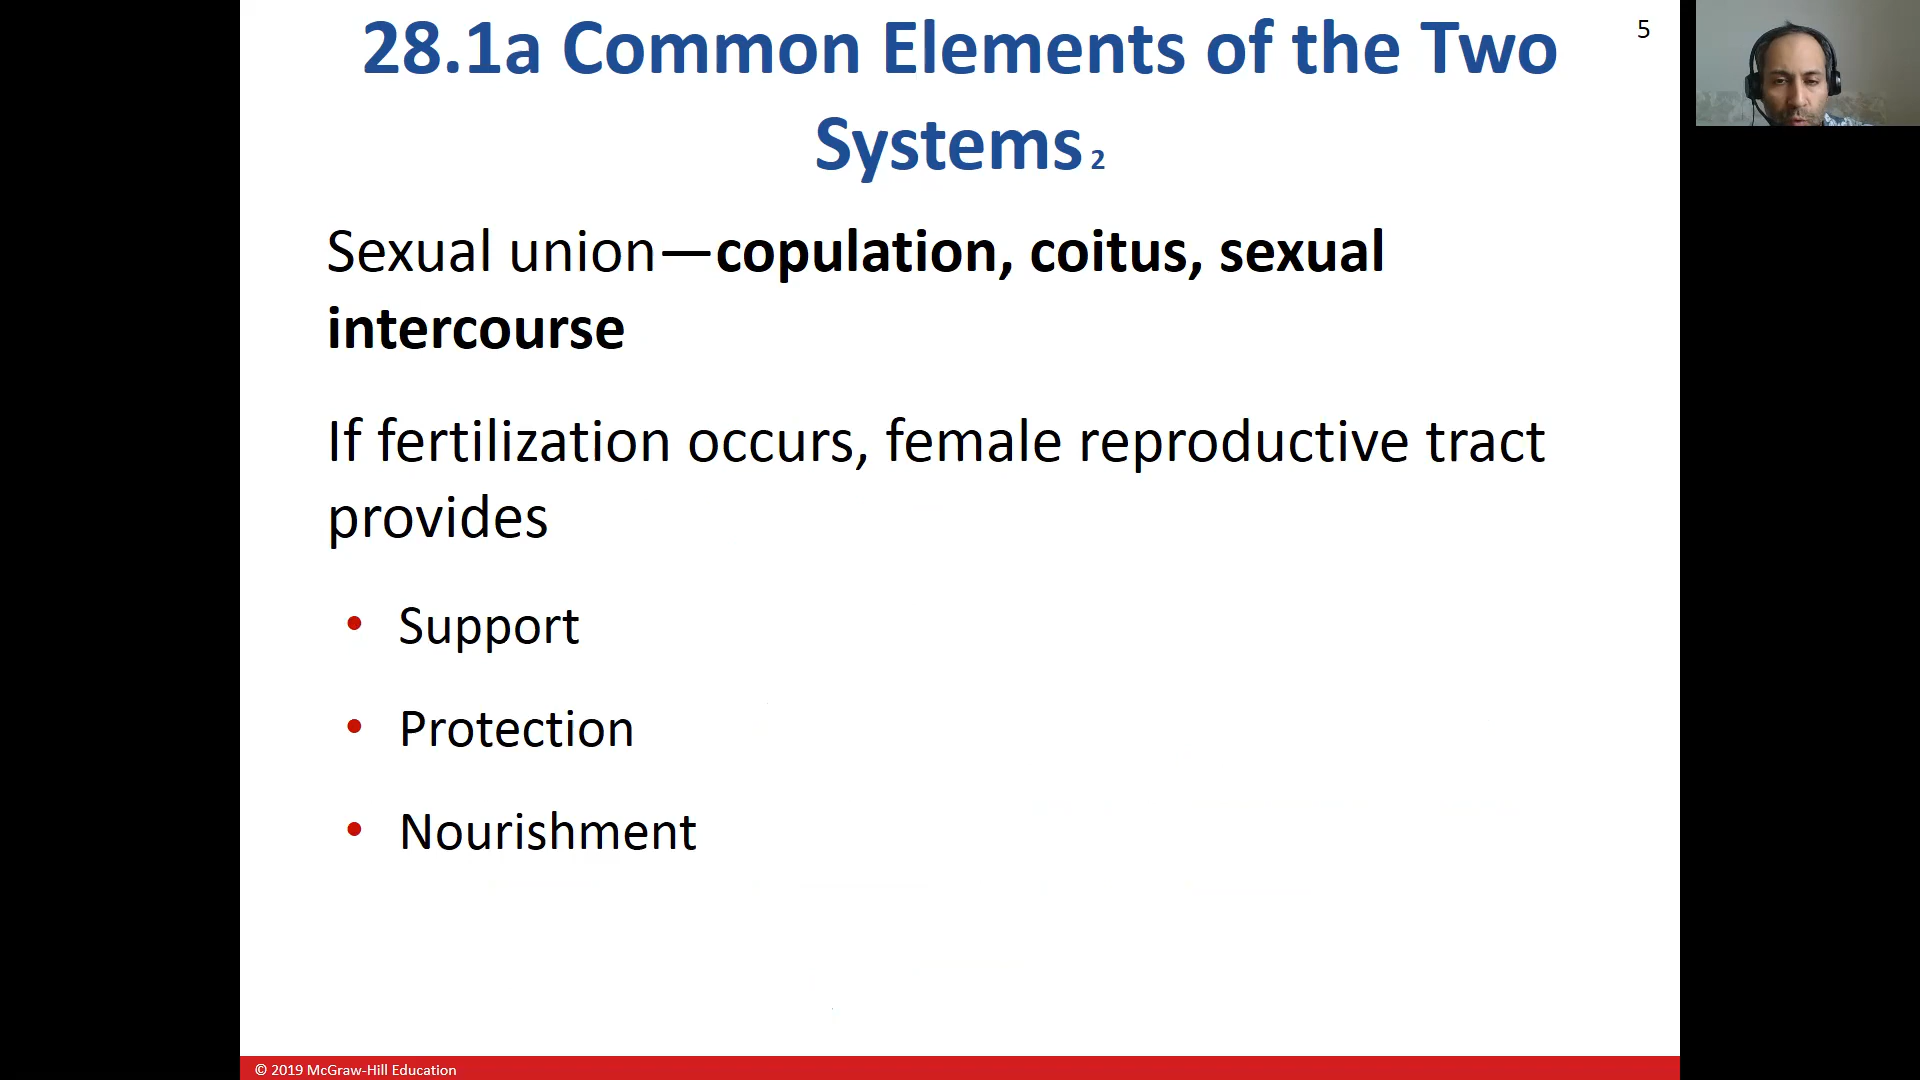 28.1a Common Elements of the Two
Systems 2
5
Sexual union—copulation, coitus, sexual
intercourse
If fertilization occurs, female reproductive tract
provides
• Support
• Protection
• Nourishment
© 2019 McGraw-Hill Education